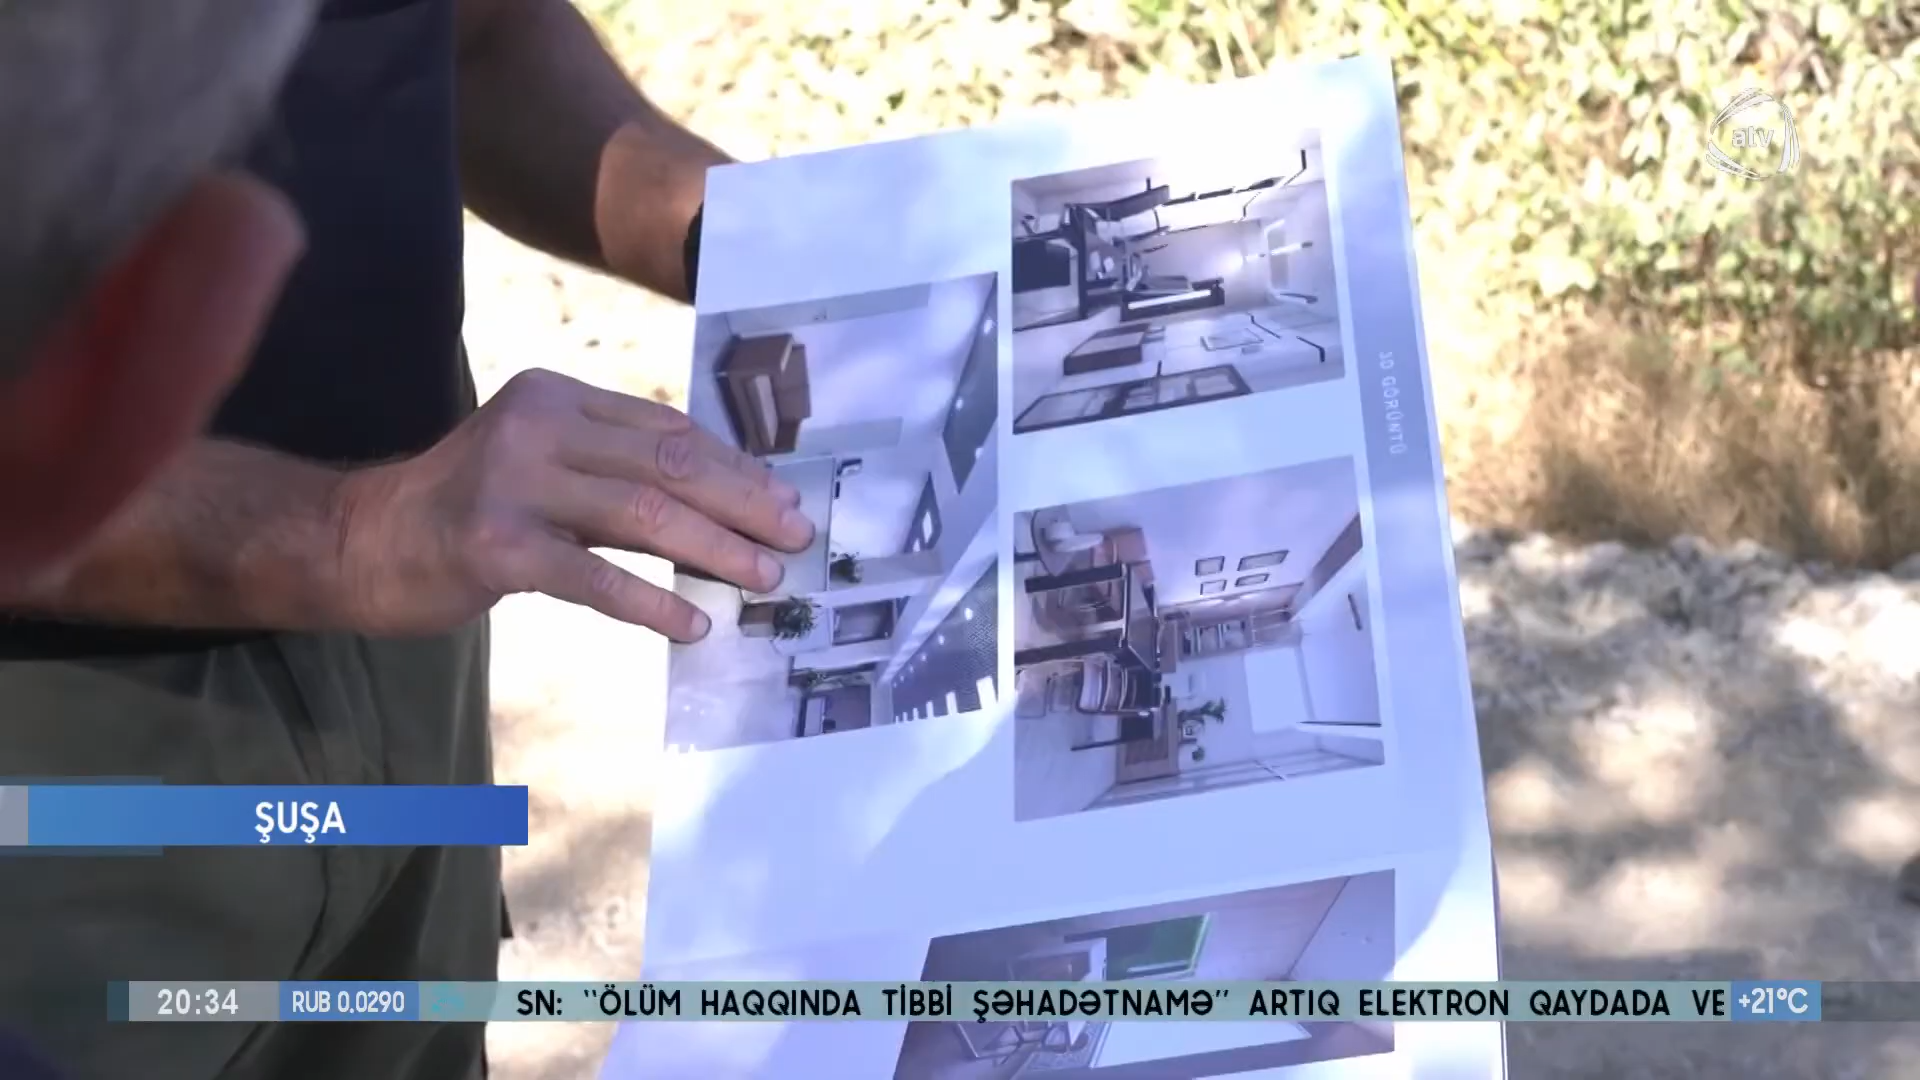 atv
3D GÖRÜNTÜ
ŞUŞA
20:34
RUB 0.0290
SN: “ÖLÜM HAQQINDA TİBBİ ŞƏHADƏTNAMƏ” ARTIQ ELEKTRON QAYDADA VE
+21°C